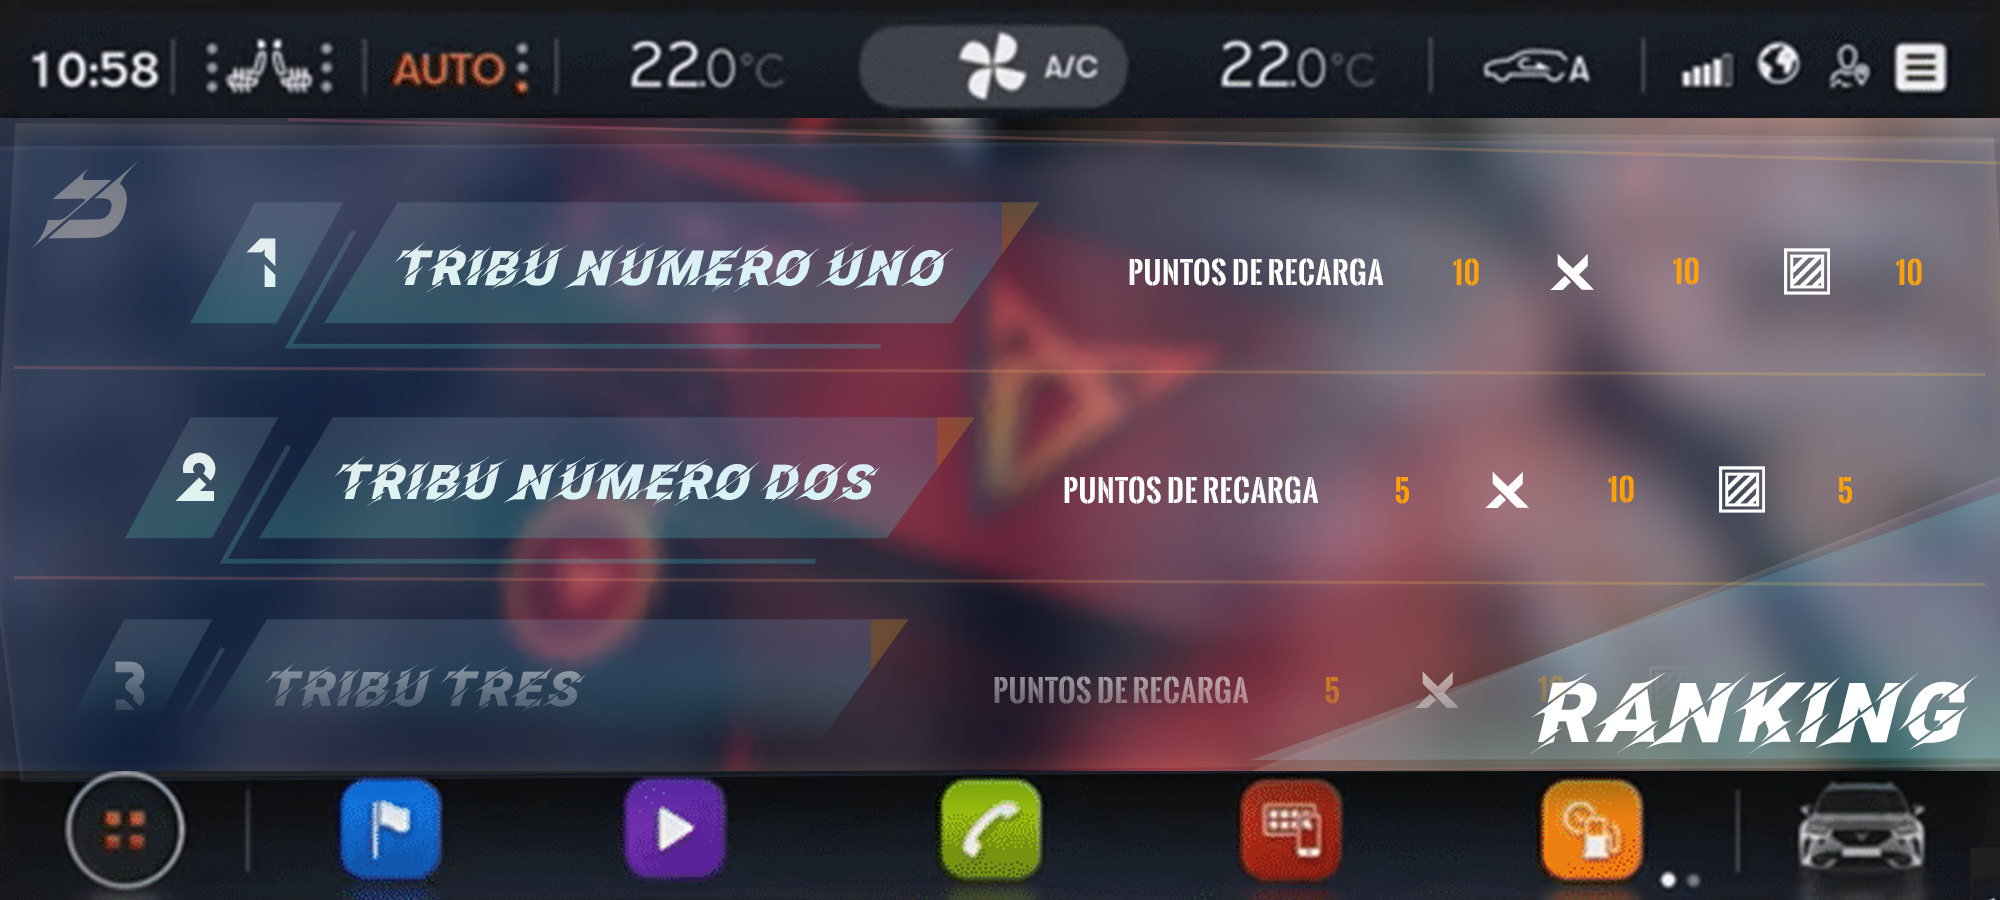 10:58 AUTO 22.0°C A/C 22.0°C A
1 TRIBU NUMERO UNO PUNTOS DE RECARGA 10 10 10
2 TRIBU NUMERO DOS PUNTOS DE RECARGA 5 10 5
3 TRIBU TRES PUNTOS DE RECARGA 5 10
RANKING